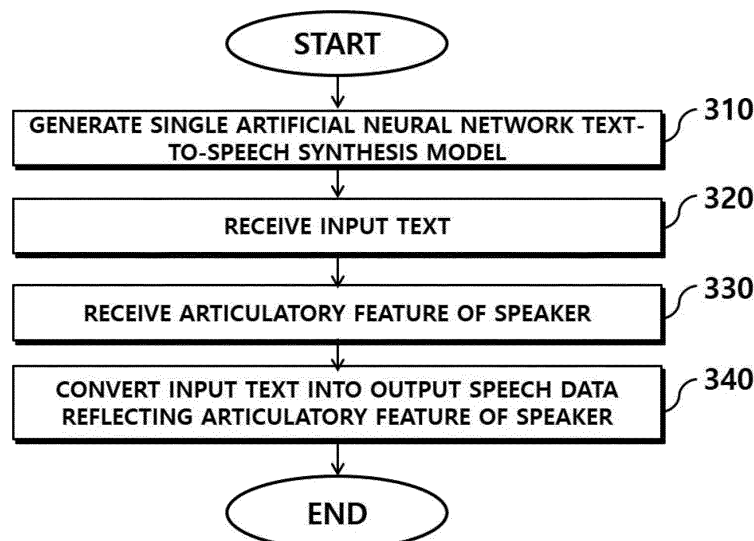 START
310
GENERATE SINGLE ARTIFICIAL NEURAL NETWORK TEXT-
TO-SPEECH SYNTHESIS MODEL
320
RECEIVE INPUT TEXT
330
RECEIVE ARTICULATORY FEATURE OF SPEAKER
340
CONVERT INPUT TEXT INTO OUTPUT SPEECH DATA
REFLECTING ARTICULATORY FEATURE OF SPEAKER
END